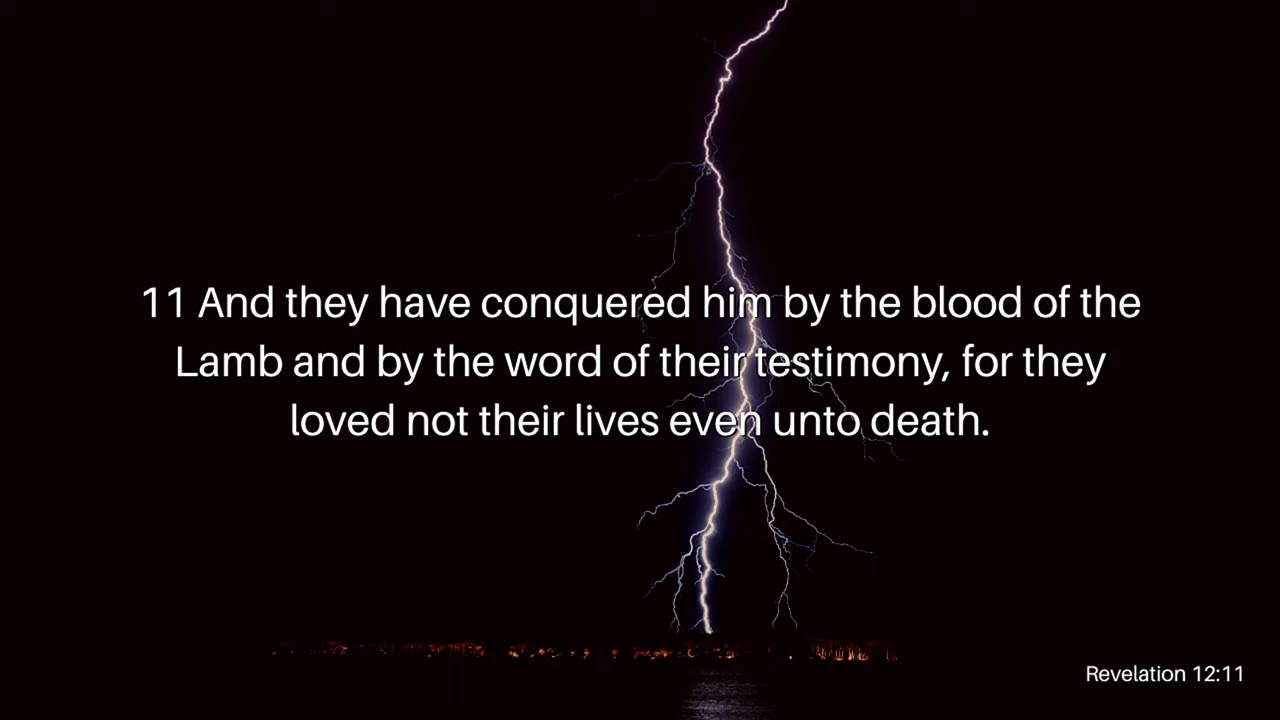 11 And they have conquered him by the blood of the
Lamb and by the word of their testimony, for they
loved not their lives even unto death.
Revelation 12:11